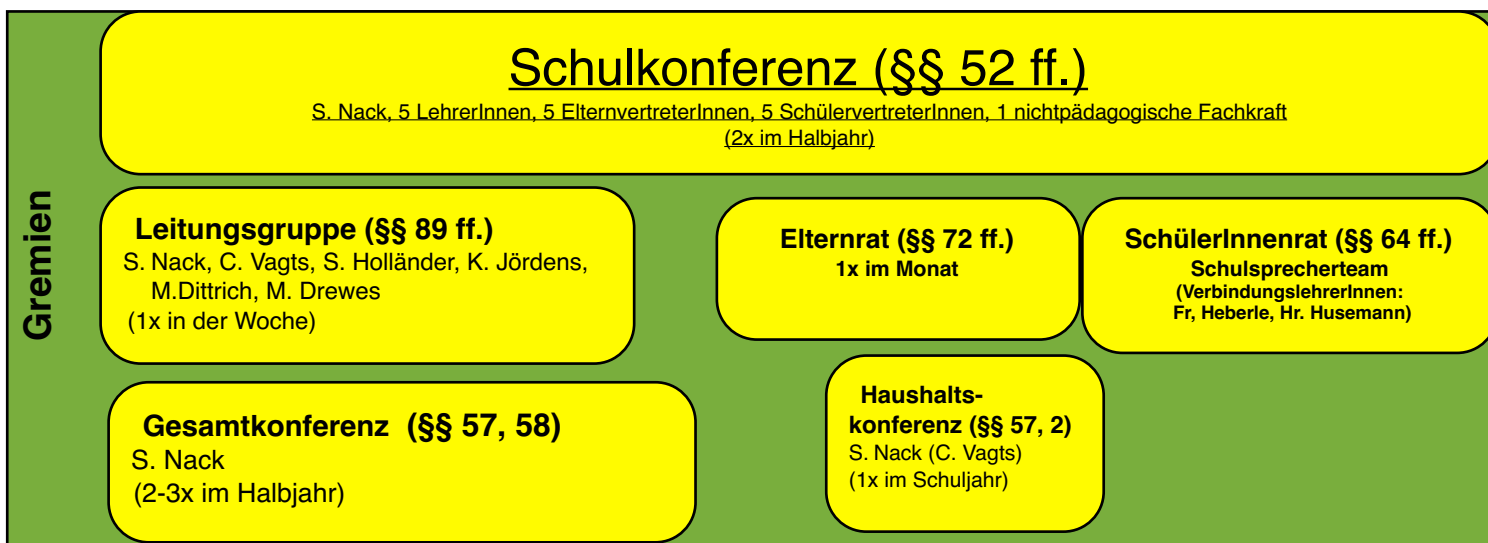 Gremien
Schulkonferenz (§§ 52 ff.)
S. Nack, 5 LehrerInnen, 5 ElternvertreterInnen, 5 SchülervertreterInnen, 1 nichtpädagogische Fachkraft
(2x im Halbjahr)
Leitungsgruppe (§§ 89 ff.)
S. Nack, C. Vagts, S. Holländer, K. Jördens,
M.Dittrich, M. Drewes
(1x in der Woche)
Elternrat (§§ 72 ff.)
1x im Monat
SchülerInnenrat (§§ 64 ff.)
Schulsprecherteam
(VerbindungslehrerInnen:
Fr, Heberle, Hr. Husemann)
Gesamtkonferenz (§§ 57, 58)
S. Nack
(2-3x im Halbjahr)
Haushalts-
konferenz (§§ 57, 2)
S. Nack (C. Vagts)
(1x im Schuljahr)